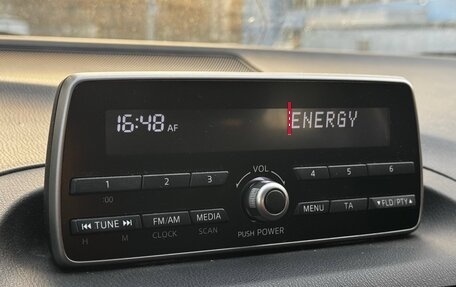 16:48 AF ENERGY
1 2 3 VOL 4 5 6
:00
TUNE FM/AM MEDIA MENU TA ▼FLD/PTY▲
H M CLOCK SCAN PUSH POWER